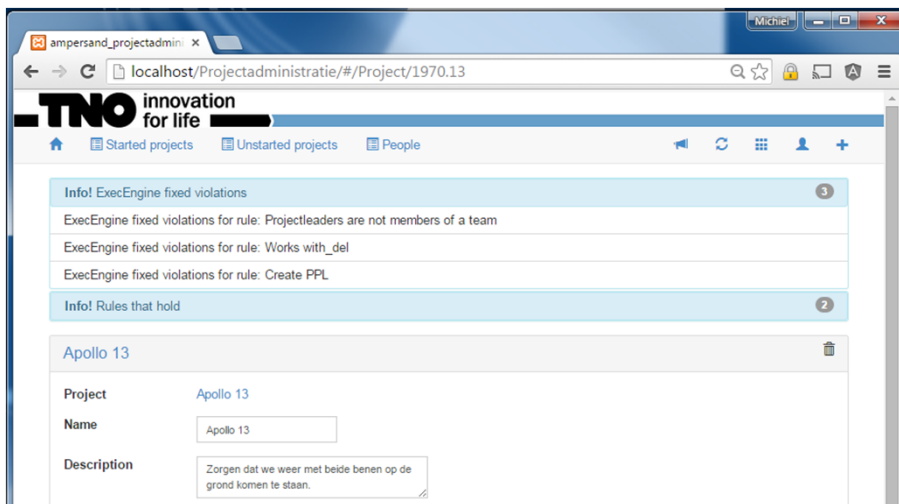 Michiel
ampersand_projectadmini
localhost/Projectadministratie/#/Project/1970.13
TNO innovation
for life
Started projects Unstarted projects People
Info! ExecEngine fixed violations 3
ExecEngine fixed violations for rule: Projectleaders are not members of a team
ExecEngine fixed violations for rule: Works with_del
ExecEngine fixed violations for rule: Create PPL
Info! Rules that hold 2
Apollo 13
Project Apollo 13
Name Apollo 13
Description Zorgen dat we weer met beide benen op de
grond komen te staan.